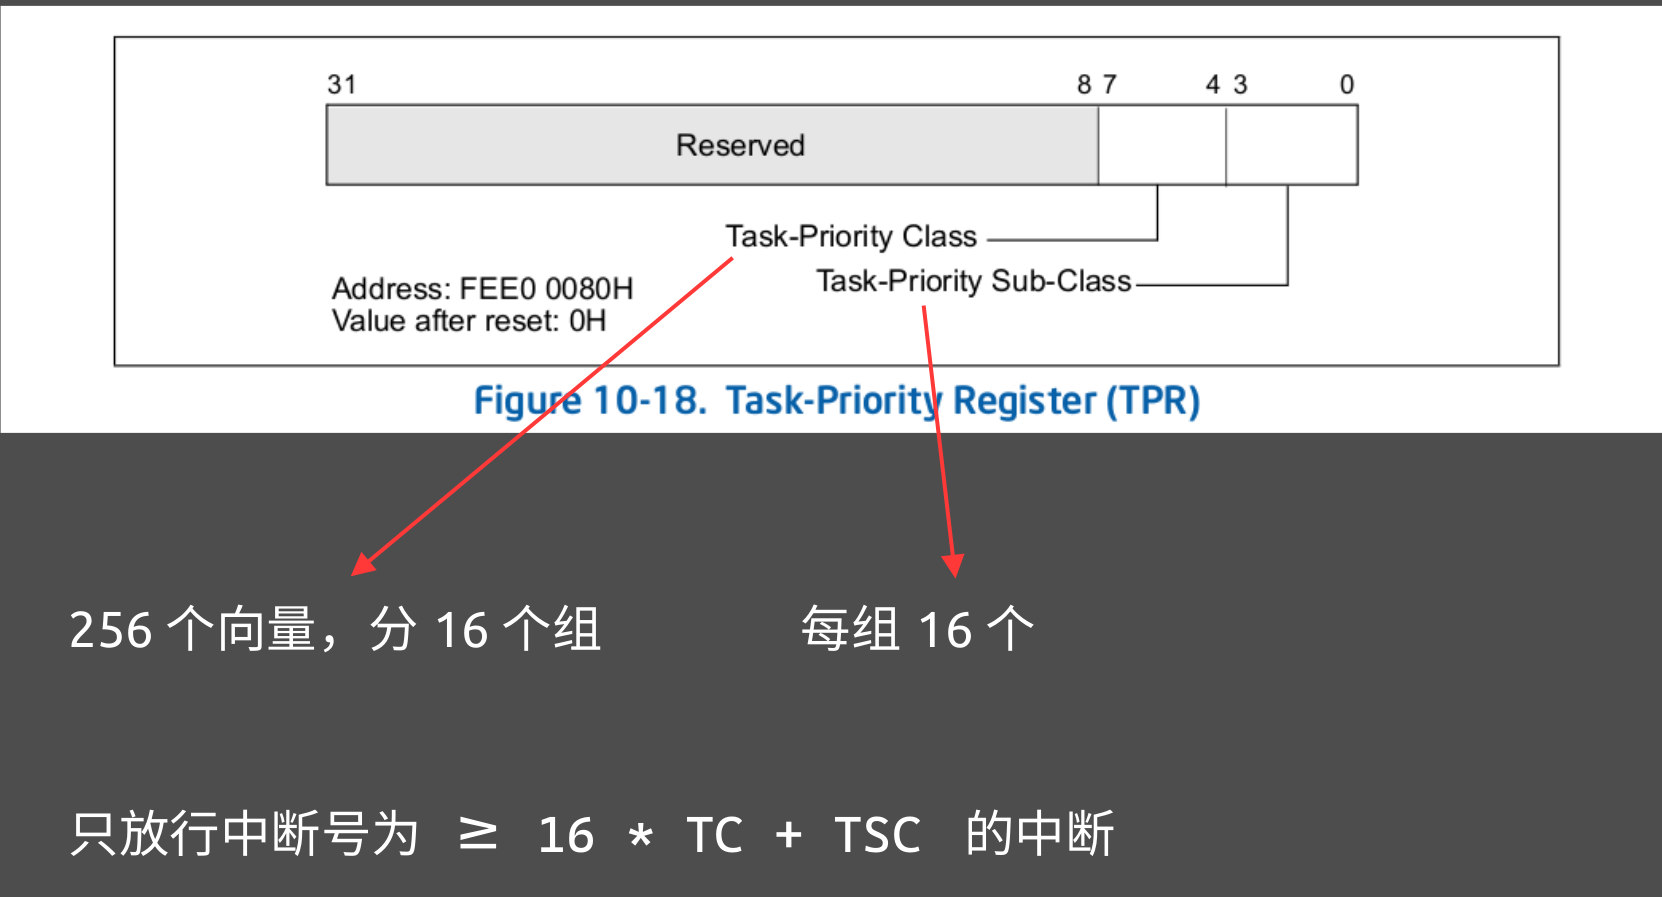 31 8 7 4 3 0
Reserved
Task-Priority Class
Task-Priority Sub-Class
Address: FEE0 0080H
Value after reset: 0H
Figure 10-18. Task-Priority Register (TPR)
256 个向量，分 16 个组
每组 16 个
只放行中断号为 ≥ 16 * TC + TSC 的中断